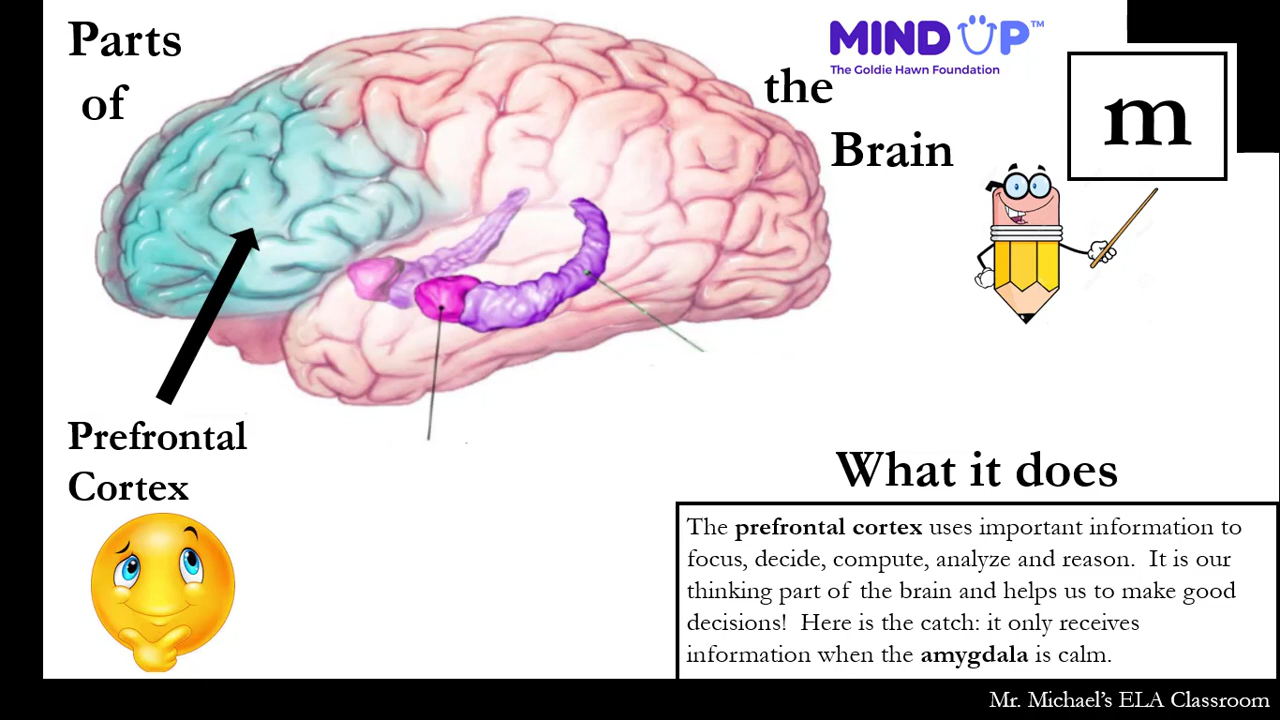 Parts
of
the
Brain
MIND UP™
The Goldie Hawn Foundation
m
Prefrontal
Cortex
What it does
The prefrontal cortex uses important information to
focus, decide, compute, analyze and reason.  It is our
thinking part of the brain and helps us to make good
decisions!  Here is the catch: it only receives
information when the amygdala is calm.
Mr. Michael's ELA Classroom